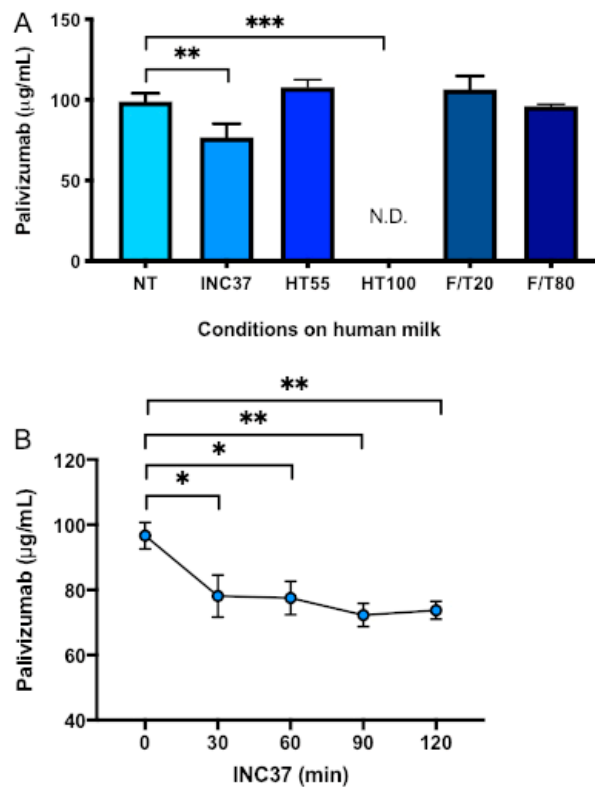 A
***
**
Palivizumab (µg/mL)
150
100
50
0
N.D.
NT INC37 HT55 HT100 F/T20 F/T80
Conditions on human milk
B
**
**
*
*
Palivizumab (µg/mL)
120
100
80
60
40
0 30 60 90 120
INC37 (min)